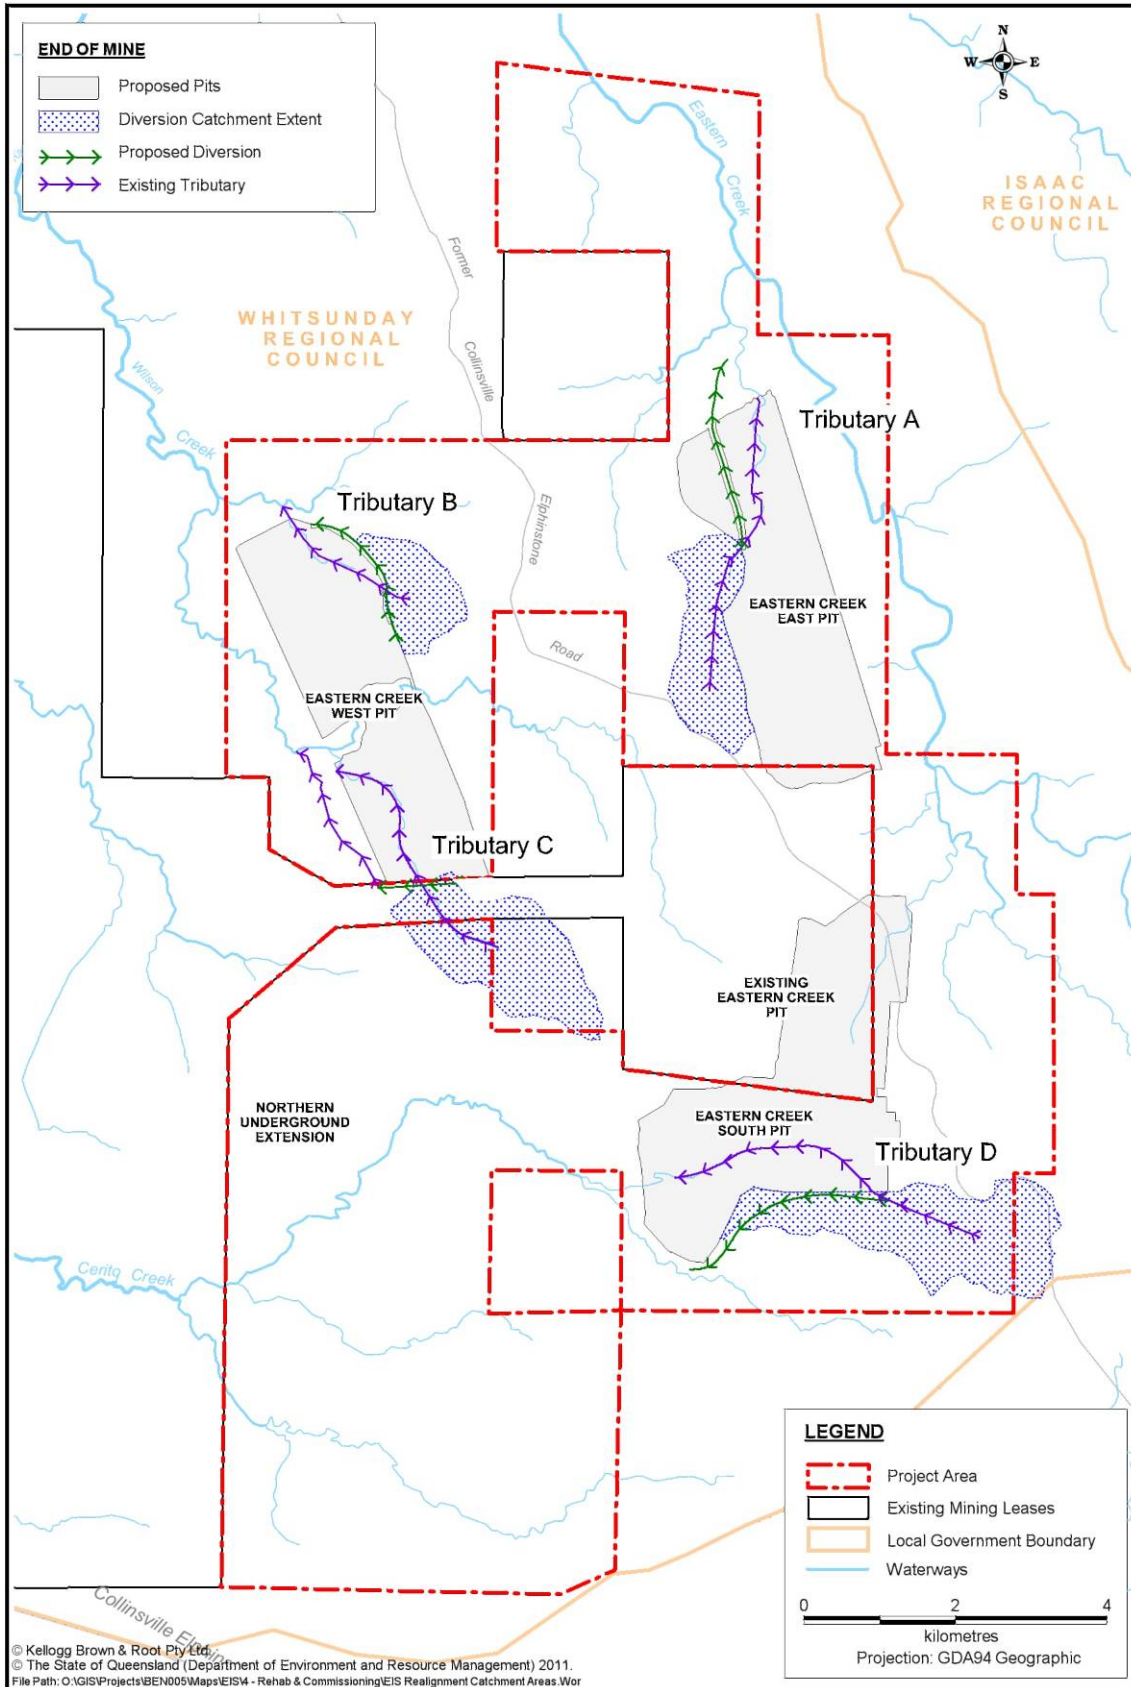 END OF MINE
Proposed Pits
Diversion Catchment Extent
Proposed Diversion
Existing Tributary
N
W E
S
Eastern
Creek
ISAAC
REGIONAL
COUNCIL
Former
Collinsville
Elphinstone
Road
WHITSUNDAY
REGIONAL
COUNCIL
Wilson
Creek
Tributary A
Tributary B
EASTERN CREEK
EAST PIT
EASTERN CREEK
WEST PIT
Tributary C
EXISTING
EASTERN CREEK
PIT
NORTHERN
UNDERGROUND
EXTENSION
EASTERN CREEK
SOUTH PIT
Tributary D
Cerito Creek
LEGEND
Project Area
Existing Mining Leases
Local Government Boundary
Waterways
0 2 4
kilometres
Projection: GDA94 Geographic
Collinsville Elphins
© Kellogg Brown & Root Pty Ltd
© The State of Queensland (Department of Environment and Resource Management) 2011.
File Path: O:\GIS\Projects\BEN005\Maps\EIS\4 - Rehab & Commissioning\EIS Realignment Catchment Areas.Wor